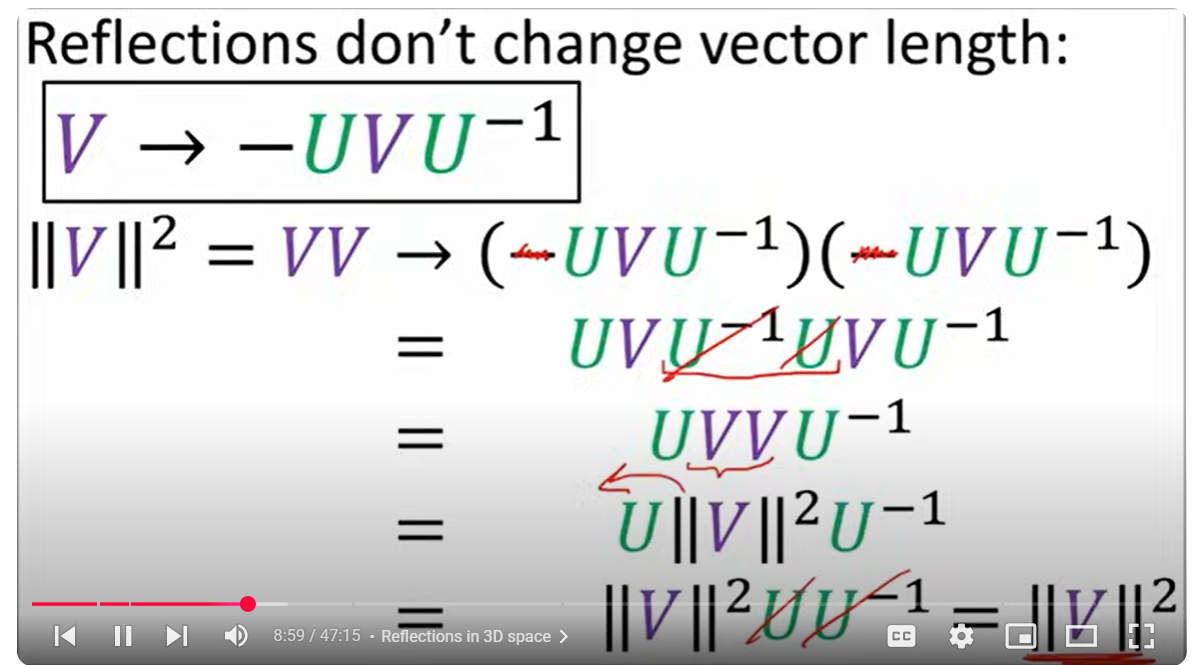 Reflections don't change vector length:
V → −UVU⁻¹
‖V‖² = VV → (−UVU⁻¹)(−UVU⁻¹)
= UVU⁻¹UVU⁻¹
= UVVU⁻¹
= U‖V‖²U⁻¹
= ‖V‖²UU⁻¹ = ‖V‖²
8:59 / 47:15 • Reflections in 3D space CC